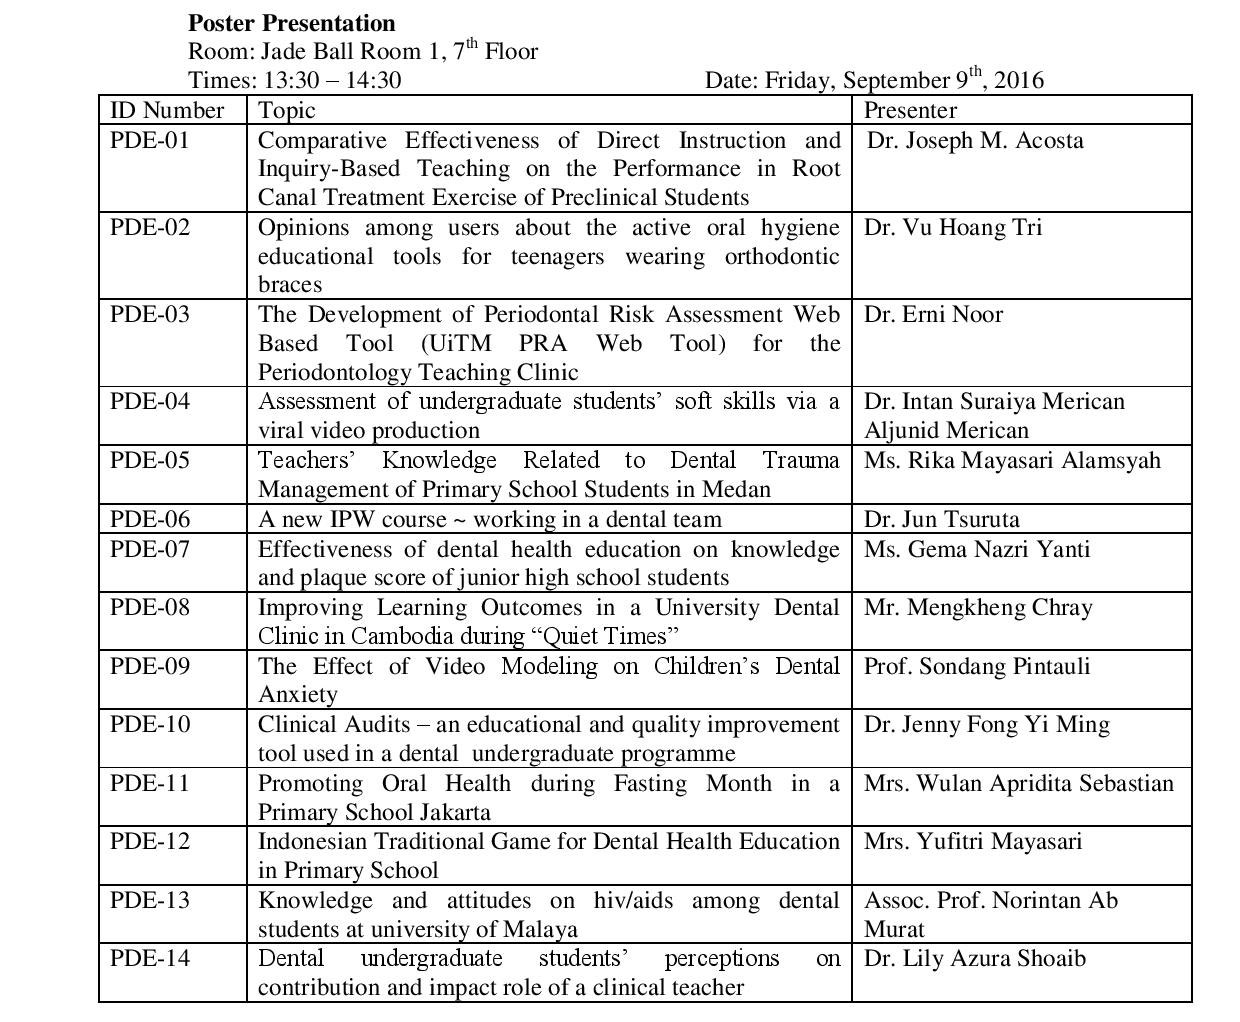 Poster Presentation
Room: Jade Ball Room 1, 7th Floor
Times: 13:30 – 14:30 Date: Friday, September 9th, 2016
ID Number Topic Presenter
PDE-01 Comparative Effectiveness of Direct Instruction and Dr. Joseph M. Acosta
Inquiry-Based Teaching on the Performance in Root
Canal Treatment Exercise of Preclinical Students
PDE-02 Opinions among users about the active oral hygiene Dr. Vu Hoang Tri
educational tools for teenagers wearing orthodontic
braces
PDE-03 The Development of Periodontal Risk Assessment Web Dr. Erni Noor
Based Tool (UiTM PRA Web Tool) for the
Periodontology Teaching Clinic
PDE-04 Assessment of undergraduate students’ soft skills via a Dr. Intan Suraiya Merican
viral video production Aljunid Merican
PDE-05 Teachers’ Knowledge Related to Dental Trauma Ms. Rika Mayasari Alamsyah
Management of Primary School Students in Medan
PDE-06 A new IPW course ~ working in a dental team Dr. Jun Tsuruta
PDE-07 Effectiveness of dental health education on knowledge Ms. Gema Nazri Yanti
and plaque score of junior high school students
PDE-08 Improving Learning Outcomes in a University Dental Mr. Mengkheng Chray
Clinic in Cambodia during “Quiet Times”
PDE-09 The Effect of Video Modeling on Children’s Dental Prof. Sondang Pintauli
Anxiety
PDE-10 Clinical Audits – an educational and quality improvement Dr. Jenny Fong Yi Ming
tool used in a dental undergraduate programme
PDE-11 Promoting Oral Health during Fasting Month in a Mrs. Wulan Apridita Sebastian
Primary School Jakarta
PDE-12 Indonesian Traditional Game for Dental Health Education Mrs. Yufitri Mayasari
in Primary School
PDE-13 Knowledge and attitudes on hiv/aids among dental Assoc. Prof. Norintan Ab
students at university of Malaya Murat
PDE-14 Dental undergraduate students’ perceptions on Dr. Lily Azura Shoaib
contribution and impact role of a clinical teacher